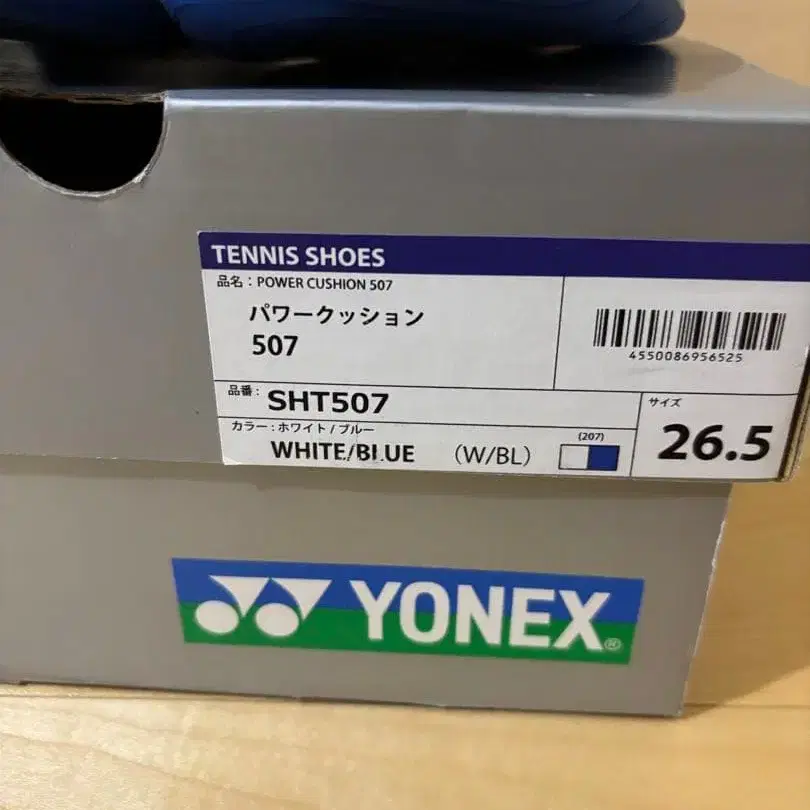 TENNIS SHOES
品名：POWER CUSHION 507
パワークッション
507
4550086956525
品番：
SHT507
サイズ
26.5
カラー：ホワイト/ブルー
WHITE/BLUE (W/BL)
(207)
YONEX®